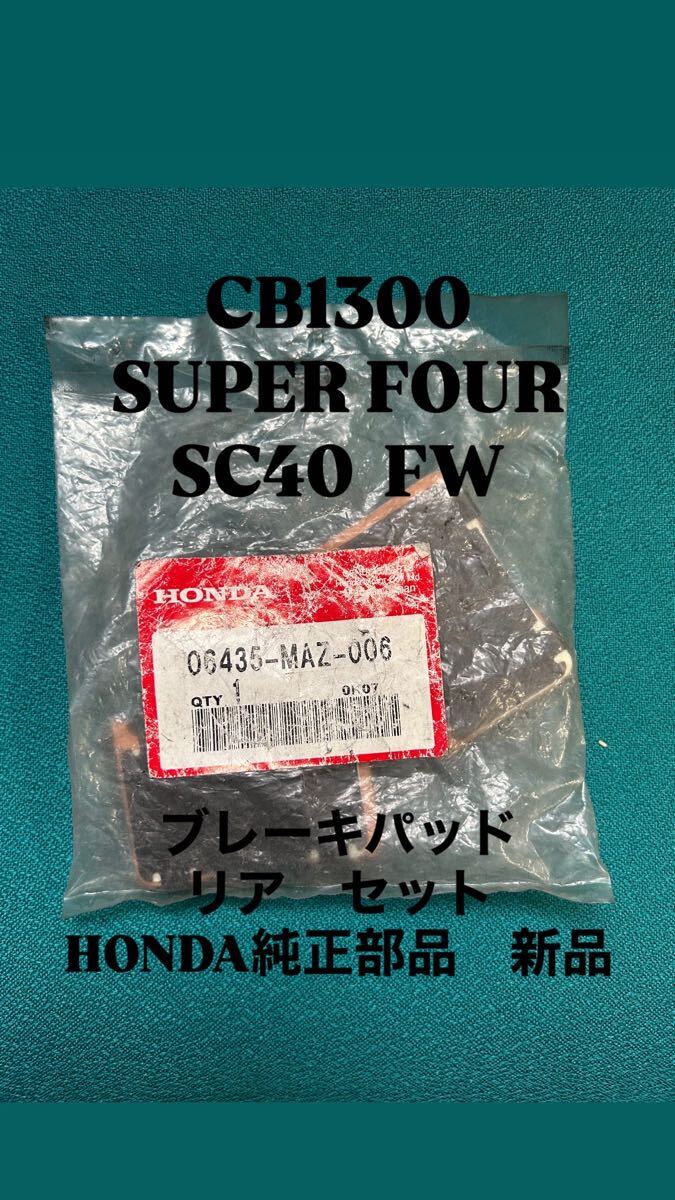 CB1300
SUPER FOUR
SC40 FW
HONDA
06435-MAZ-006
QTY 1 0K07
ブレーキパッド
リア セット
HONDA純正部品 新品